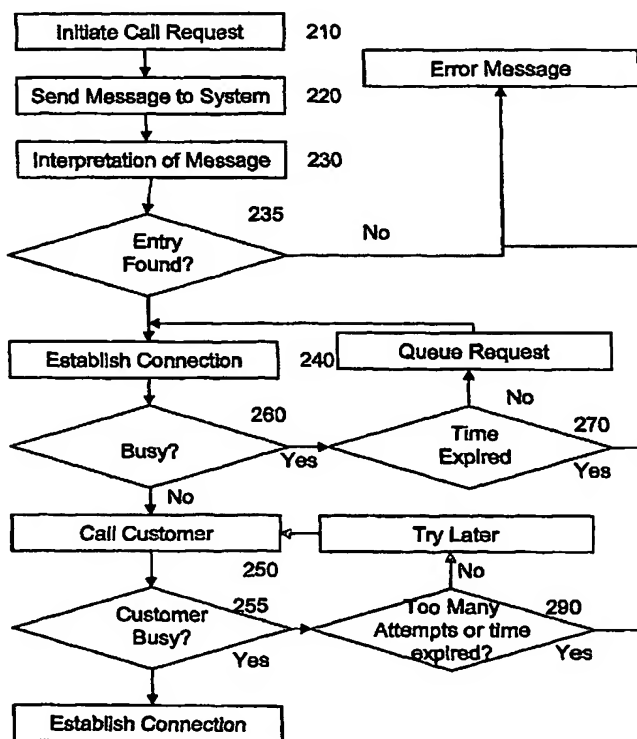 Initiate Call Request 210
Error Message
Send Message to System 220
Interpretation of Message 230
235
Entry
Found?
No
Establish Connection 240
Queue Request
No
260
Busy?
Yes
270
Time
Expired
Yes
No
Call Customer
Try Later
250
No
255
Customer
Busy?
Yes
290
Too Many
Attempts or time
expired?
Yes
Establish Connection